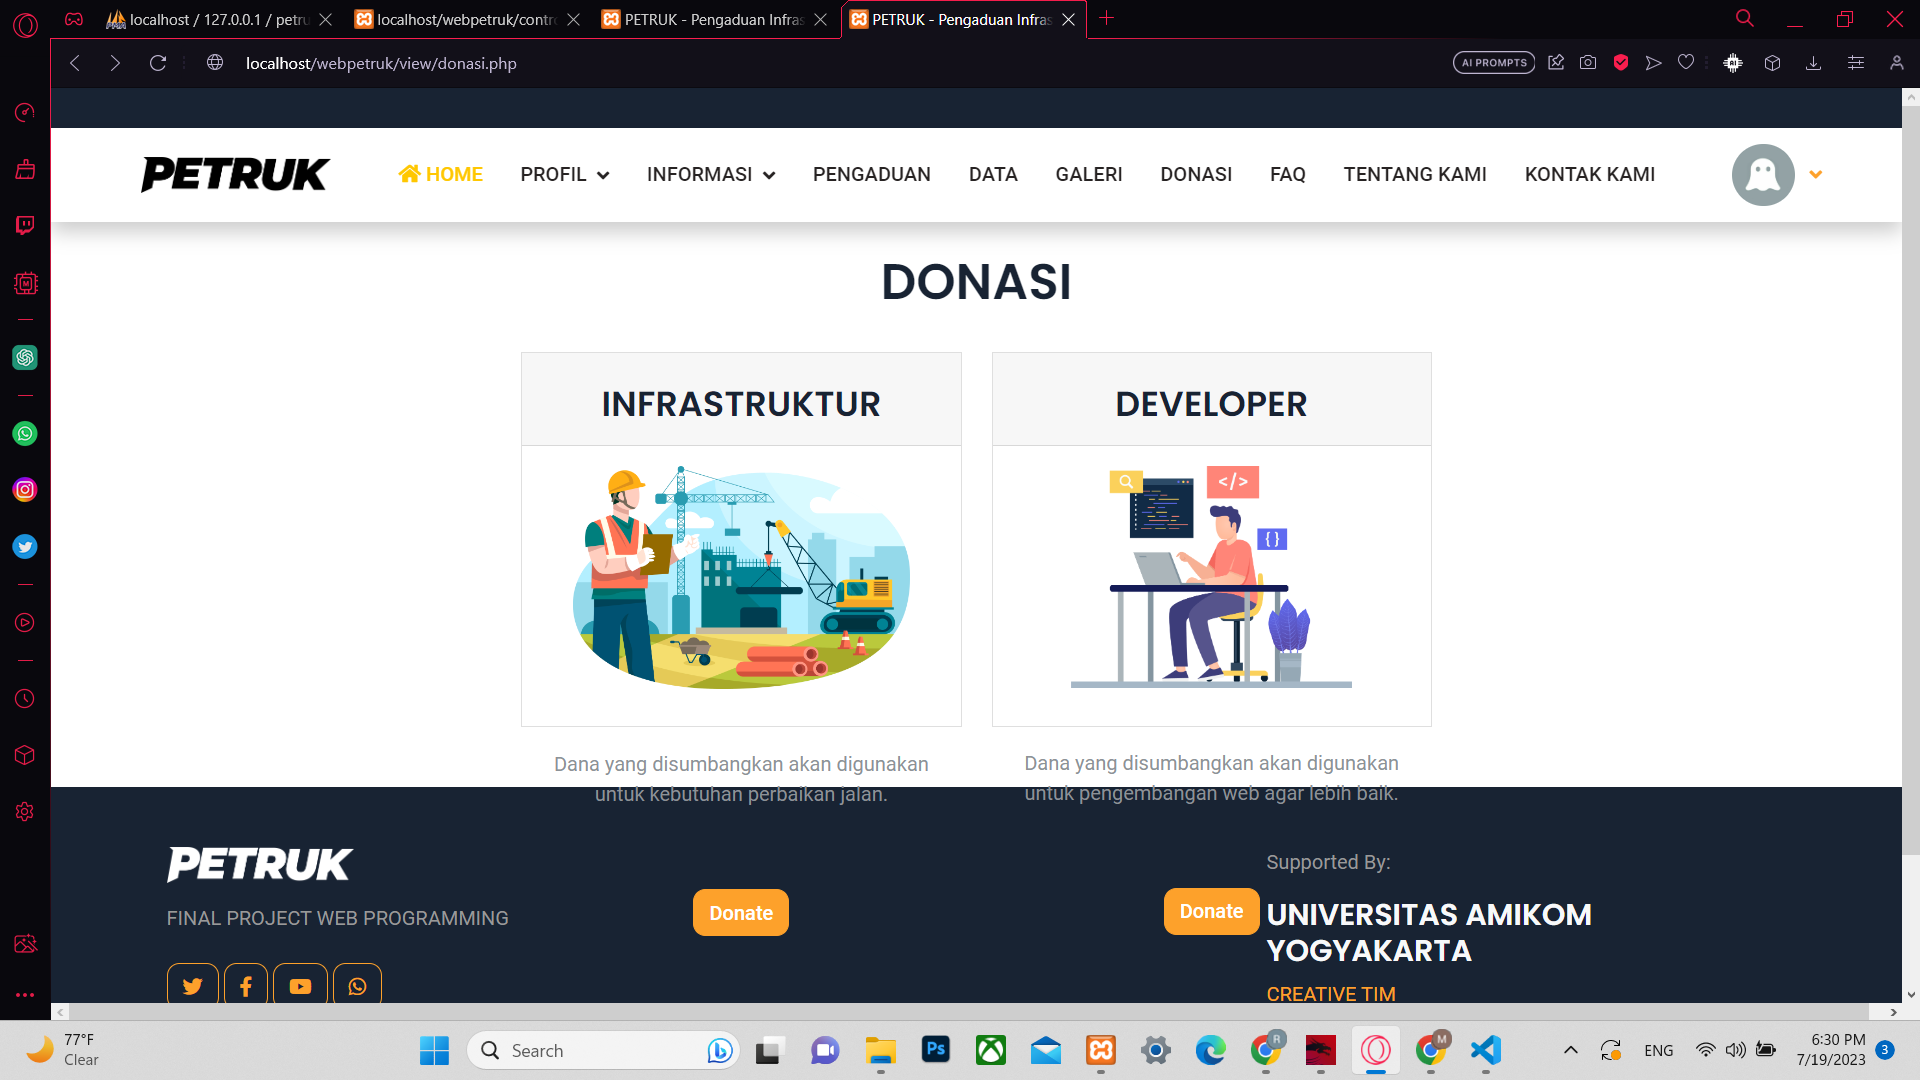 localhost / 127.0.0.1 / petru
localhost/webpetruk/contr
PETRUK - Pengaduan Infras
PETRUK - Pengaduan Infras
localhost/webpetruk/view/donasi.php
AI PROMPTS
PETRUK
HOME
PROFIL
INFORMASI
PENGADUAN
DATA
GALERI
DONASI
FAQ
TENTANG KAMI
KONTAK KAMI
DONASI
INFRASTRUKTUR
DEVELOPER
</>
{ }
Dana yang disumbangkan akan digunakan
untuk kebutuhan perbaikan jalan.
Dana yang disumbangkan akan digunakan
untuk pengembangan web agar lebih baik.
PETRUK
FINAL PROJECT WEB PROGRAMMING
Donate
Donate
Supported By:
UNIVERSITAS AMIKOM
YOGYAKARTA
CREATIVE TIM
77°F
Clear
Search
Ps
R
M
ENG
6:30 PM
7/19/2023
3